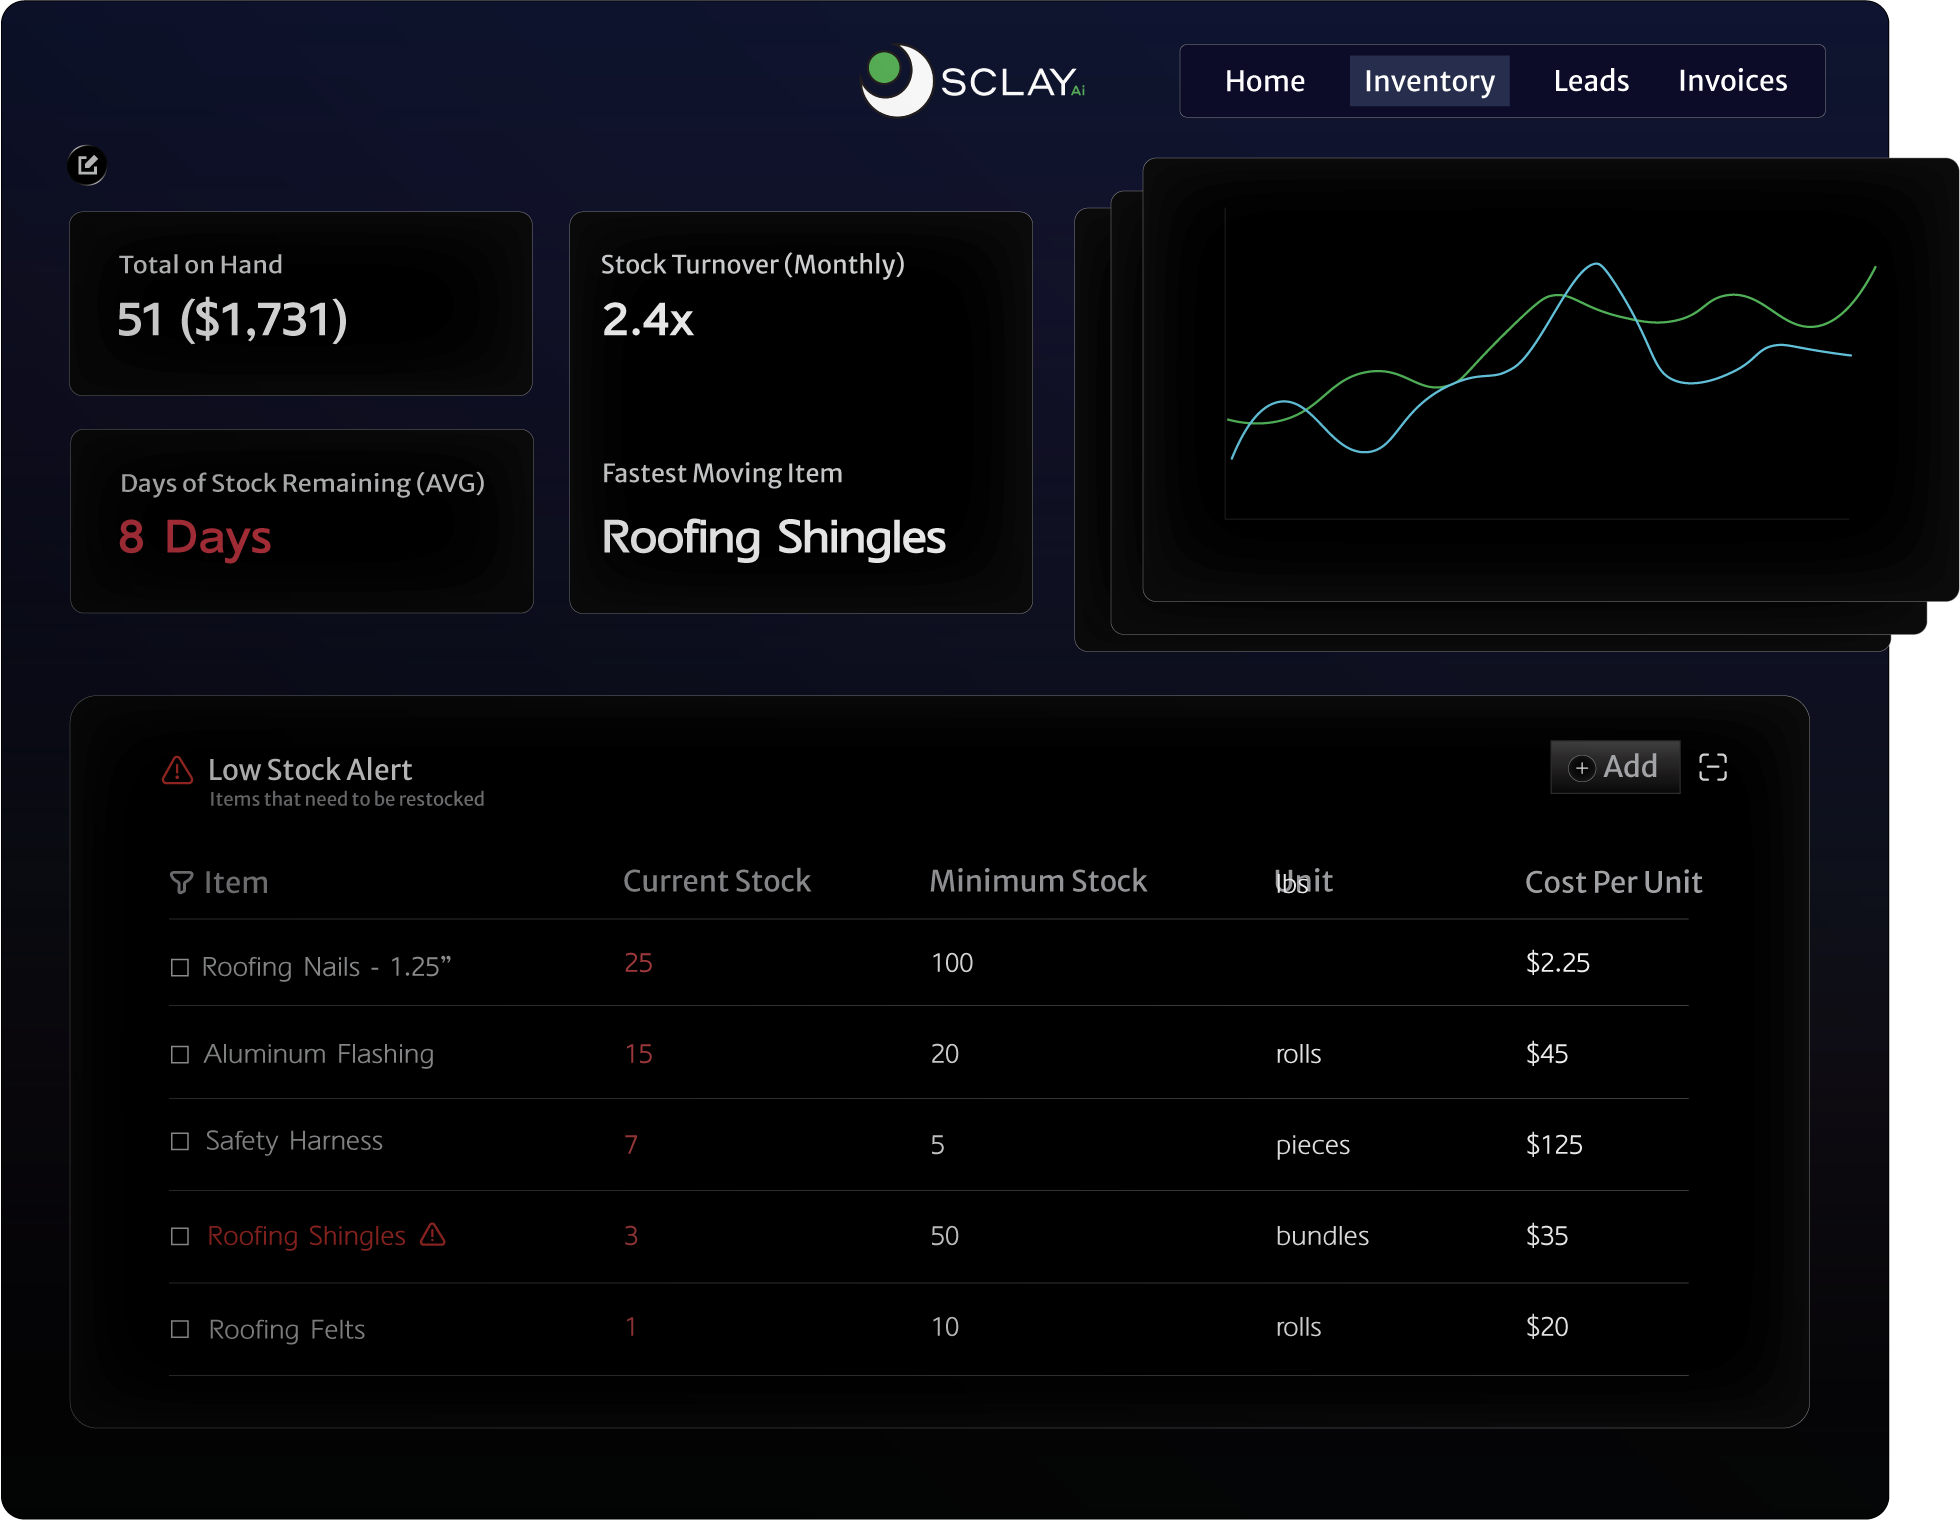 SCLAY Ai
Home Inventory Leads Invoices
Total on Hand
51 ($1,731)
Stock Turnover (Monthly)
2.4x
Days of Stock Remaining (AVG)
8 Days
Fastest Moving Item
Roofing Shingles
Low Stock Alert
Items that need to be restocked
Add
Item Current Stock Minimum Stock Unit lbs Cost Per Unit
Roofing Nails - 1.25” 25 100 $2.25
Aluminum Flashing 15 20 rolls $45
Safety Harness 7 5 pieces $125
Roofing Shingles 3 50 bundles $35
Roofing Felts 1 10 rolls $20